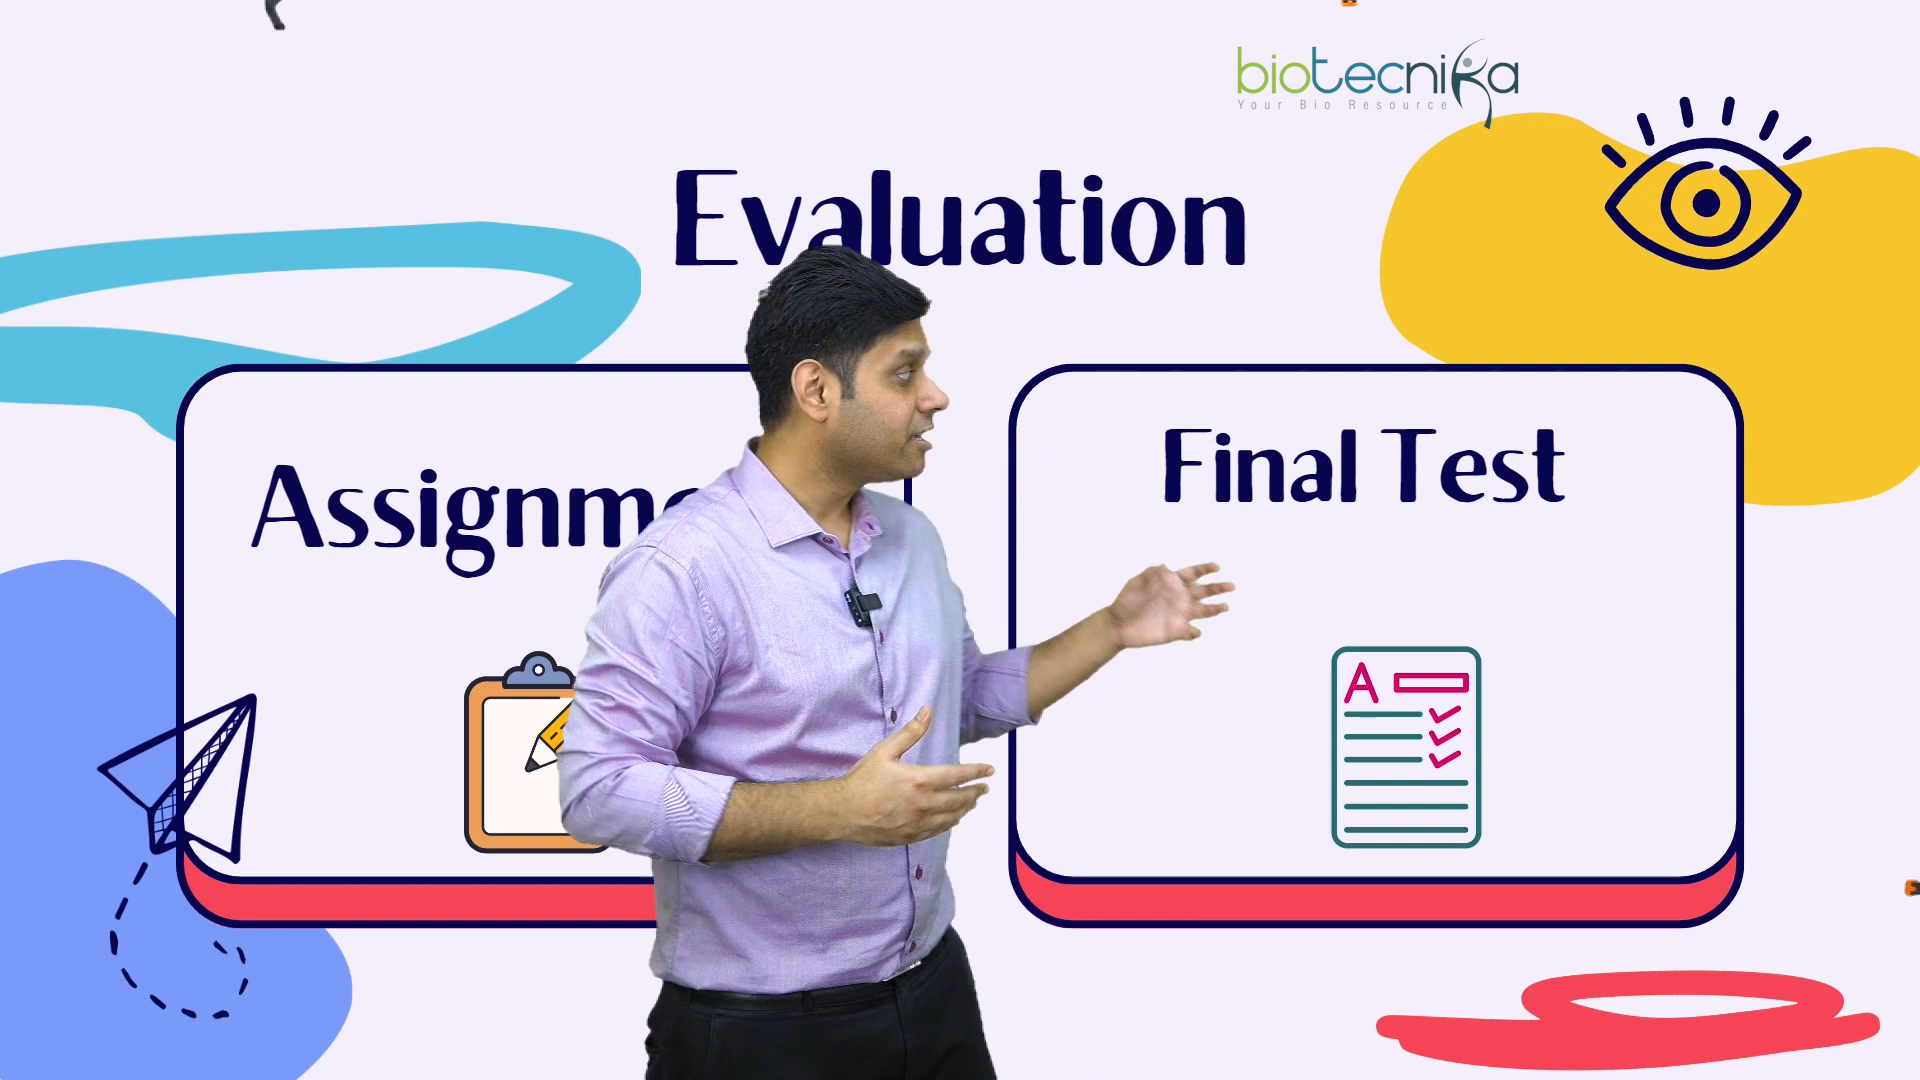 biotecnika
Your Bio Resource
Evaluation
Final Test
A